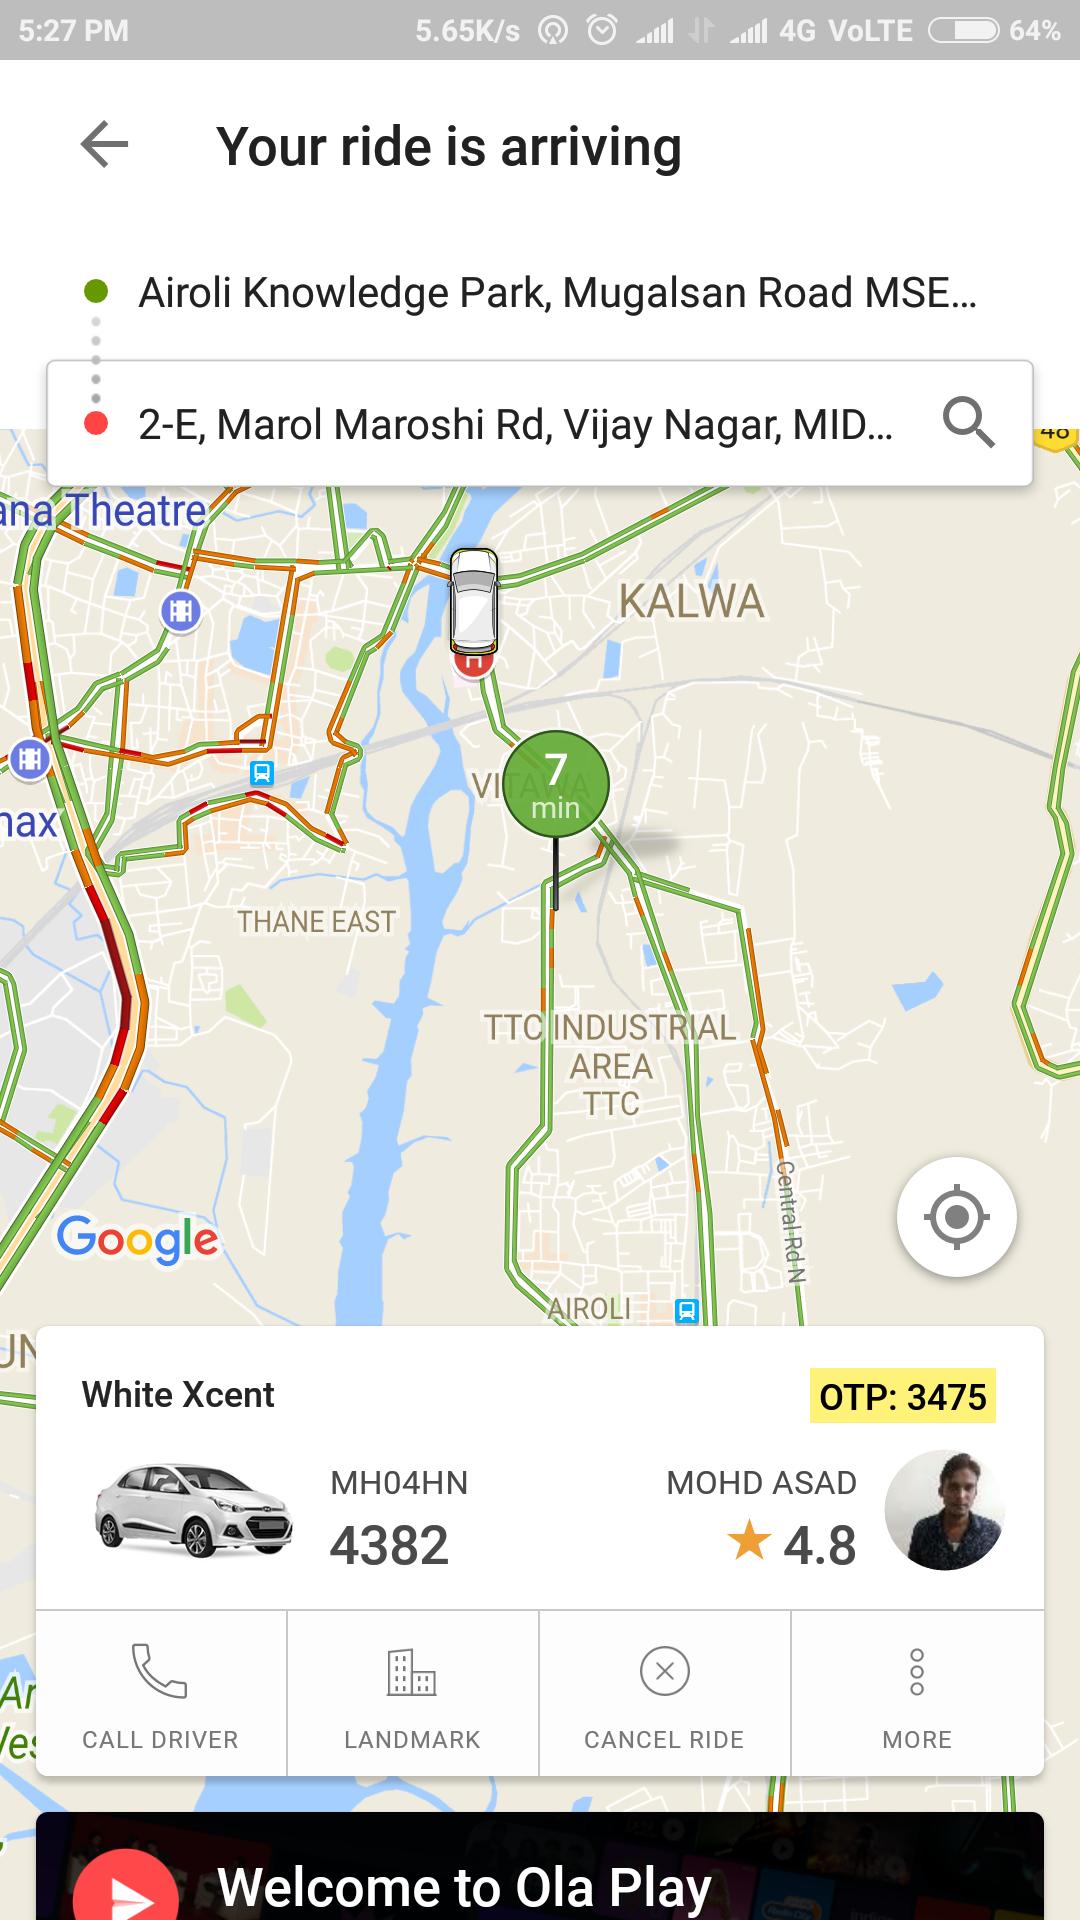 5:27 PM 5.65K/s 4G VoLTE 64%
Your ride is arriving
Airoli Knowledge Park, Mugalsan Road MSE...
2-E, Marol Maroshi Rd, Vijay Nagar, MID...
48
ana Theatre
KALWA
H
7
min
max
THANE EAST
TTC INDUSTRIAL
AREA
TTC
Central Rd N
Google
AIROLI
White Xcent
OTP: 3475
MH04HN
4382
MOHD ASAD
4.8
CALL DRIVER
LANDMARK
CANCEL RIDE
MORE
Welcome to Ola Play